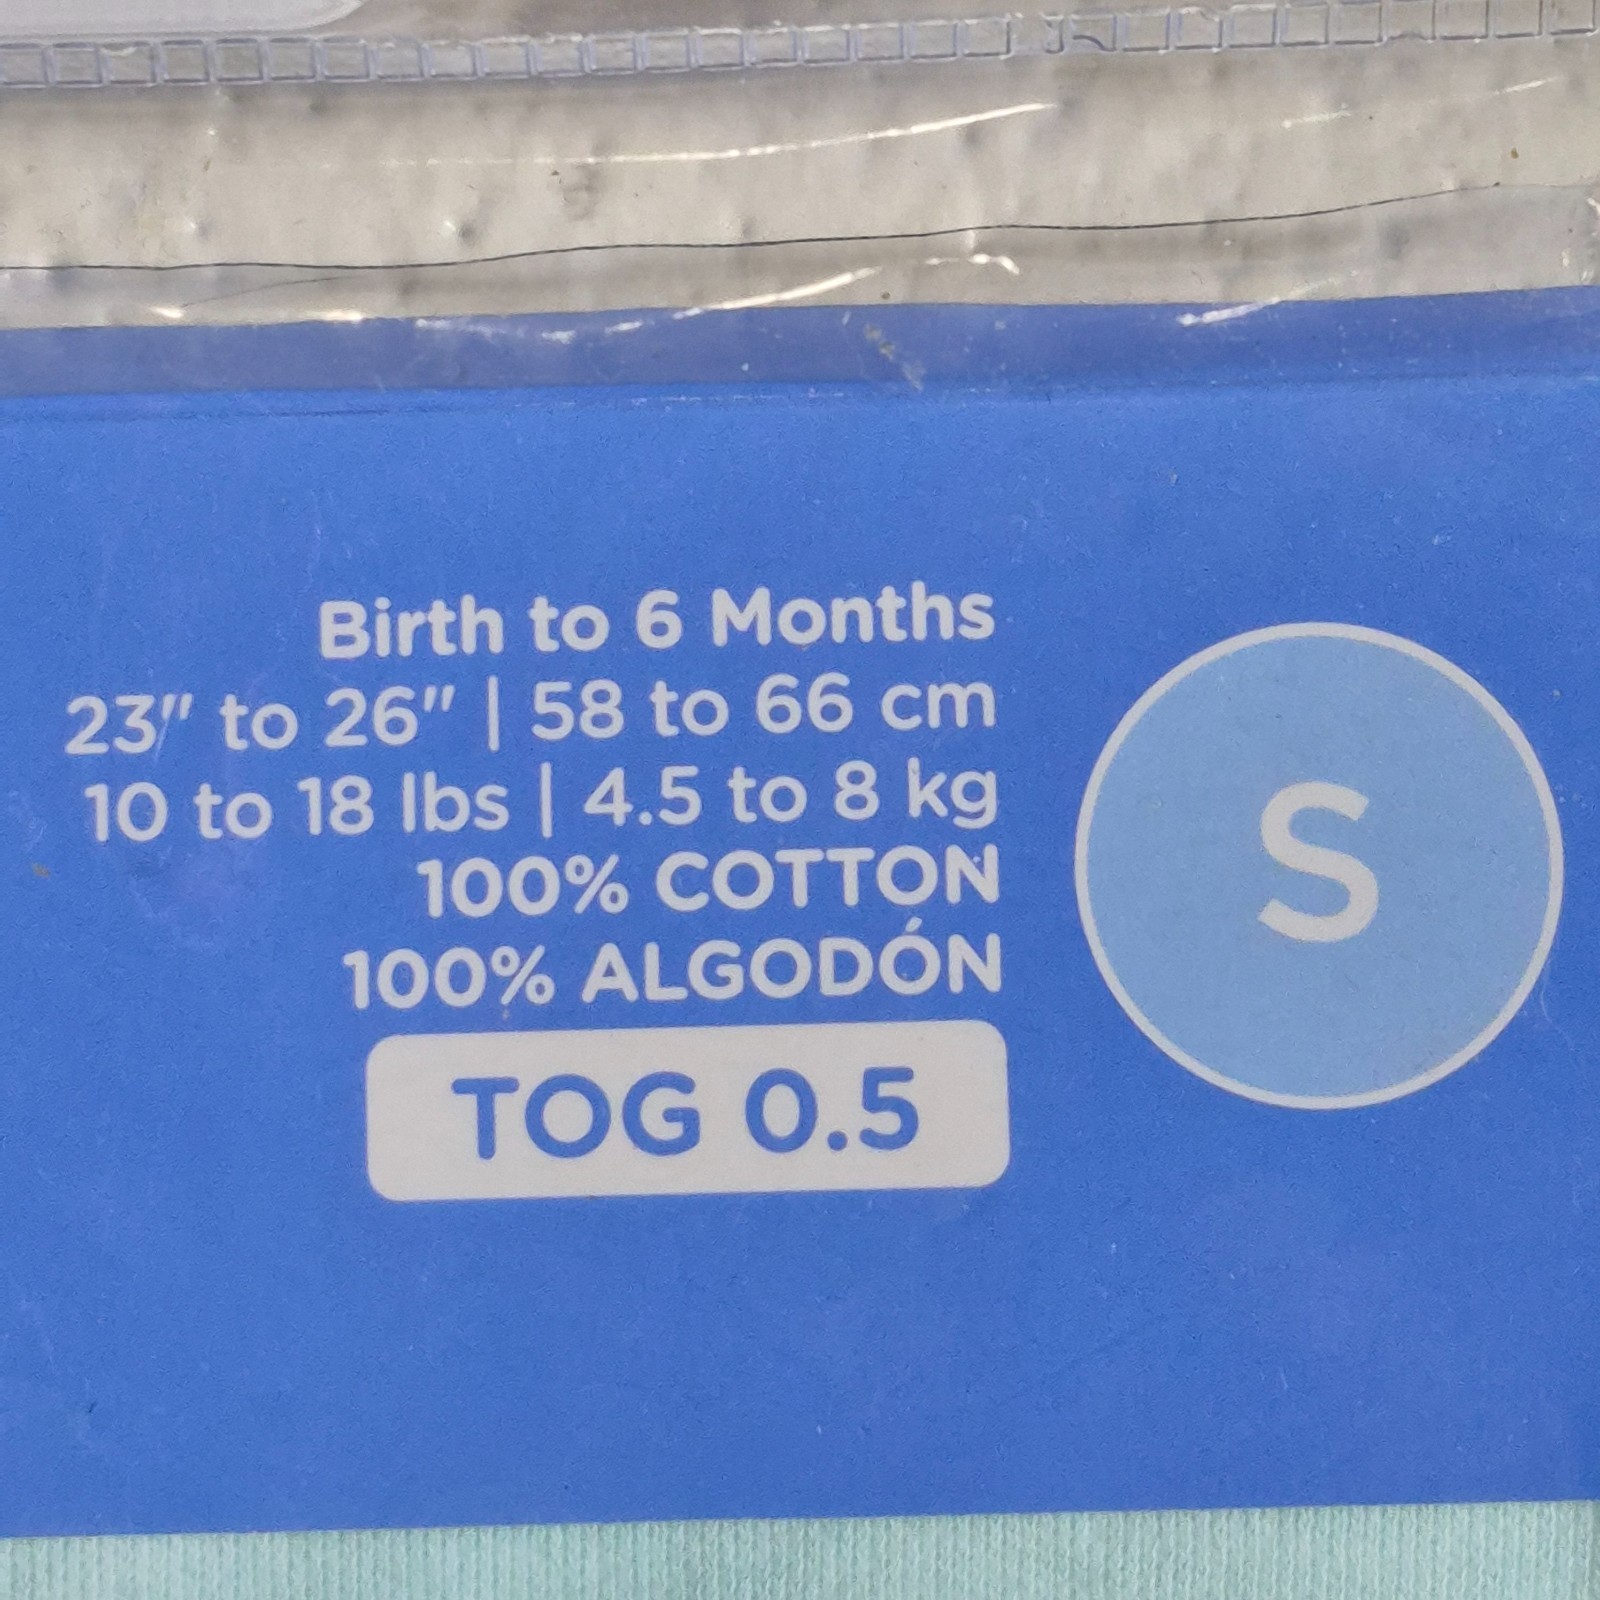 Birth to 6 Months
23" to 26" | 58 to 66 cm
10 to 18 lbs | 4.5 to 8 kg
100% COTTON
100% ALGODÓN
TOG 0.5
S